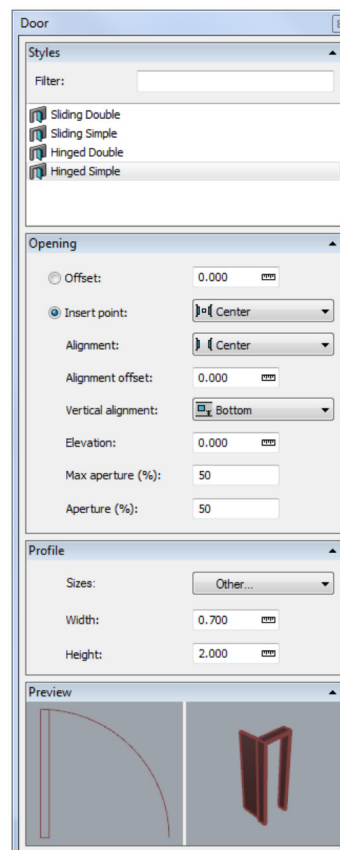 Door
Styles
Filter:
Sliding Double
Sliding Simple
Hinged Double
Hinged Simple
Opening
Offset: 0.000
Insert point: Center
Alignment: Center
Alignment offset: 0.000
Vertical alignment: Bottom
Elevation: 0.000
Max aperture (%): 50
Aperture (%): 50
Profile
Sizes: Other...
Width: 0.700
Height: 2.000
Preview